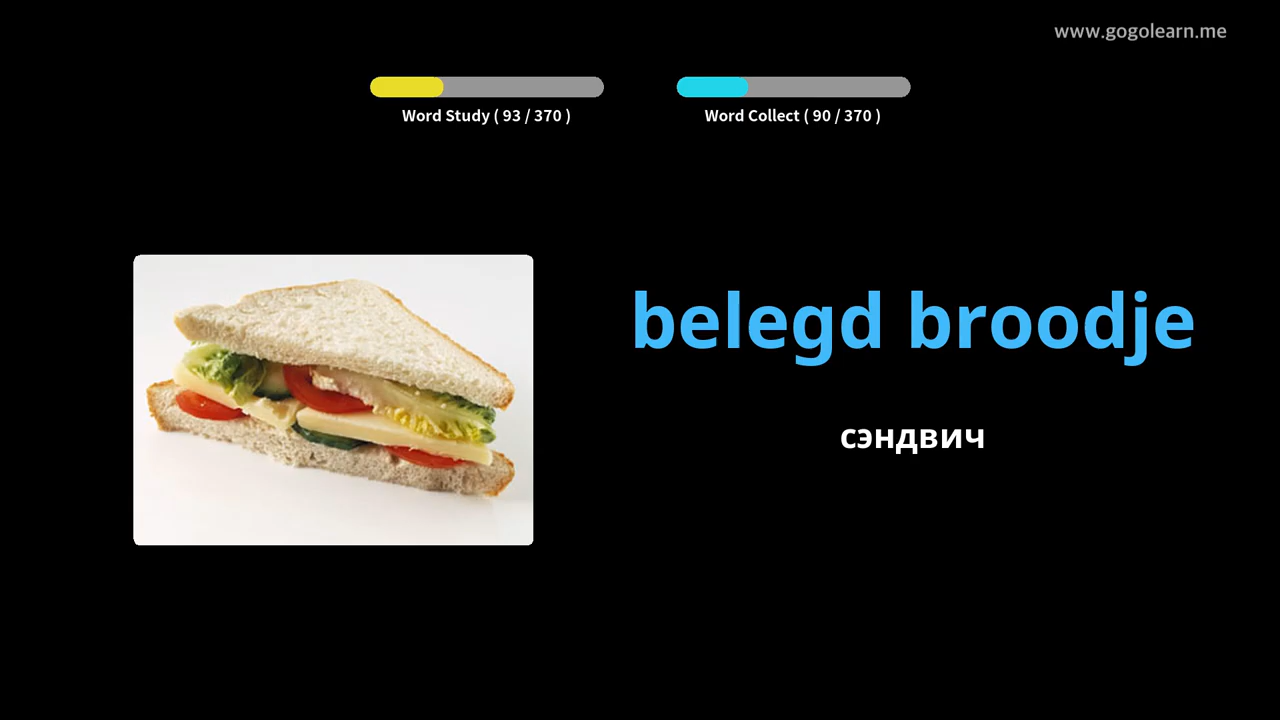 www.gogolearn.me
Word Study ( 93 / 370 )
Word Collect ( 90 / 370 )
belegd broodje
сэндвич